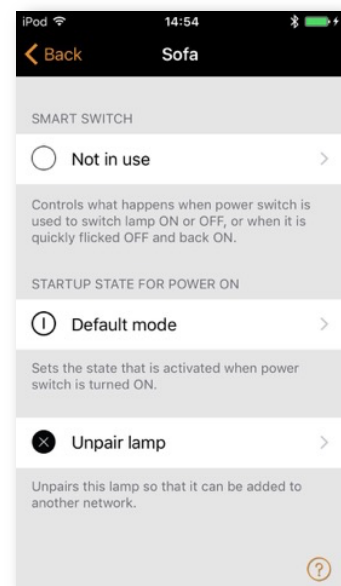 iPod 14:54
Back Sofa
SMART SWITCH
Not in use
Controls what happens when power switch is
used to switch lamp ON or OFF, or when it is
quickly flicked OFF and back ON.
STARTUP STATE FOR POWER ON
Default mode
Sets the state that is activated when power
switch is turned ON.
Unpair lamp
Unpairs this lamp so that it can be added to
another network.
?